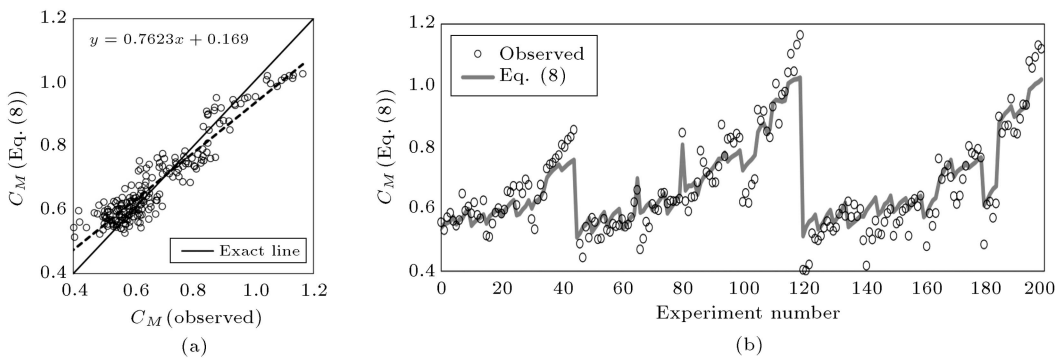 y = 0.7623x + 0.169
Exact line
C_M (Eq. (8))
1.2
1.0
0.8
0.6
0.4
0.4 0.6 0.8 1.0 1.2
C_M (observed)
(a)
Observed
Eq. (8)
C_M (Eq. (8))
1.2
1.0
0.8
0.6
0.4
0 20 40 60 80 100 120 140 160 180 200
Experiment number
(b)